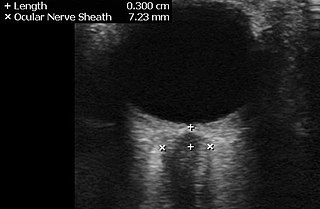 + Length 0.300 cm
× Ocular Nerve Sheath 7.23 mm